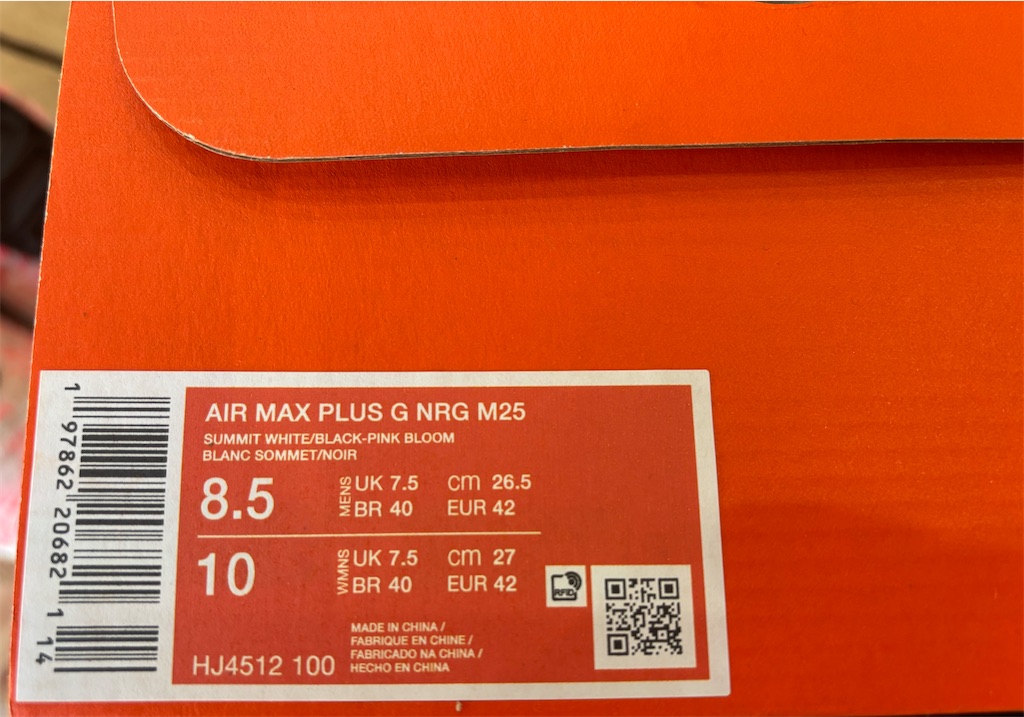 AIR MAX PLUS G NRG M25
SUMMIT WHITE/BLACK-PINK BLOOM
BLANC SOMMET/NOIR
8.5 MENS UK 7.5 cm 26.5
BR 40 EUR 42
10 WMNS UK 7.5 cm 27
BR 40 EUR 42
RFID
MADE IN CHINA /
FABRIQUE EN CHINE /
FABRICADO NA CHINA /
HECHO EN CHINA
HJ4512 100
1 97862 20682 1 14